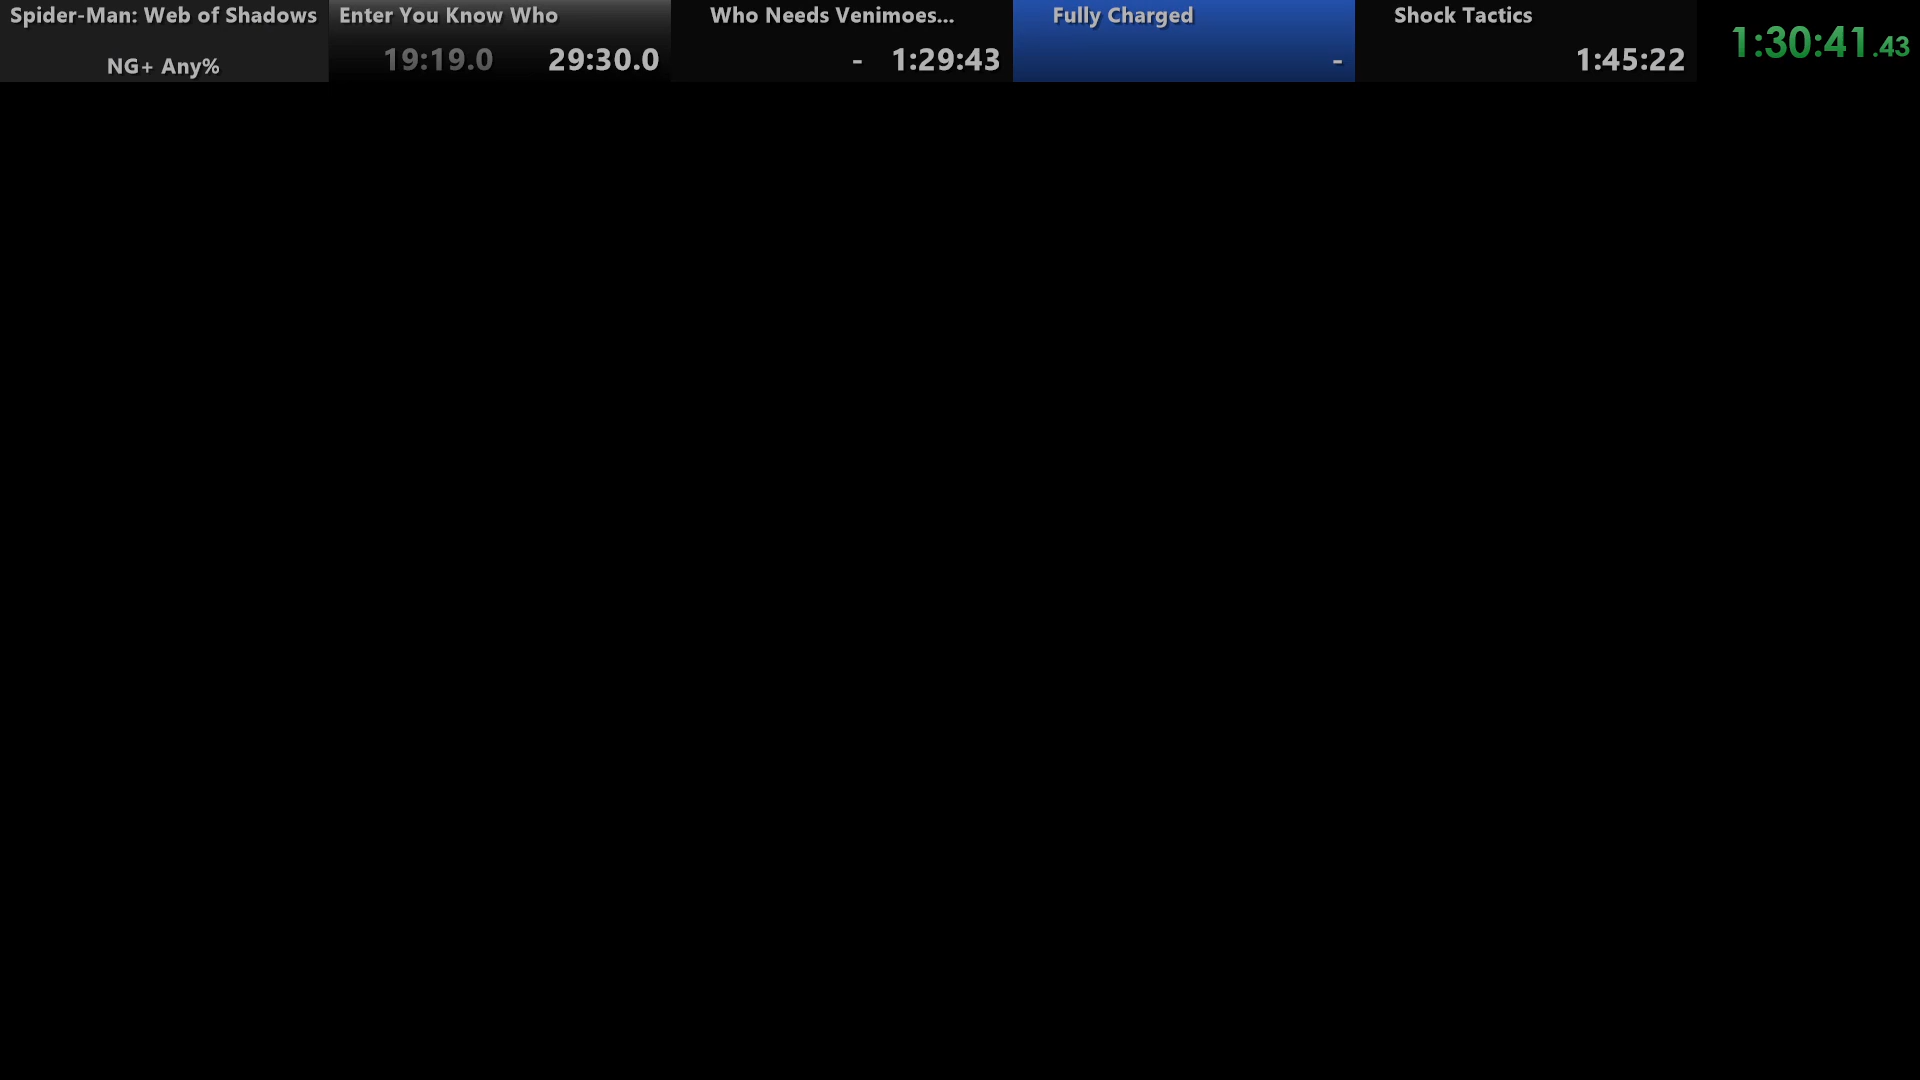 Spider-Man: Web of Shadows
NG+ Any%
Enter You Know Who
19:19.0 29:30.0
Who Needs Venimoes...
- 1:29:43
Fully Charged
-
Shock Tactics
1:45:22
1:30:41.43